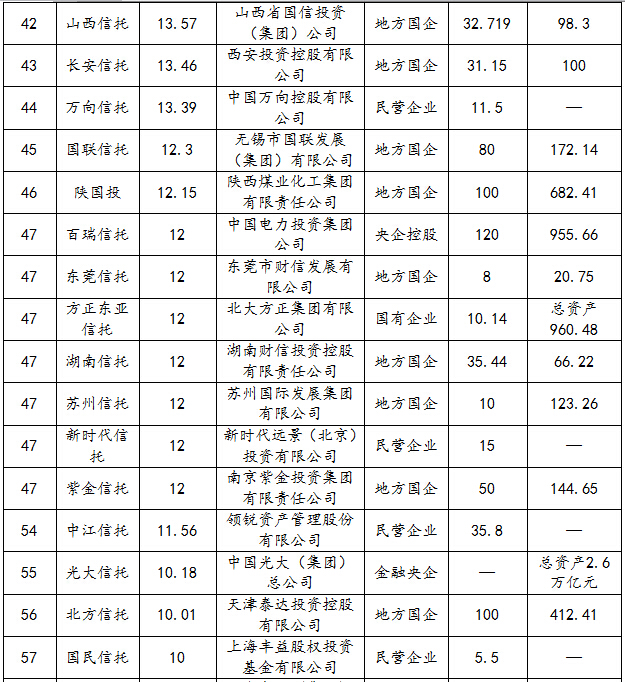 42 山西信托 13.57 山西省国信投资 地方国企 32.719 98.3
（集团）公司
43 长安信托 13.46 西安投资控股有限 地方国企 31.15 100
公司
44 万向信托 13.39 中国万向控股有限 民营企业 11.5 —
公司
45 国联信托 12.3 无锡市国联发展 地方国企 80 172.14
（集团）有限公司
46 陕国投 12.15 陕西煤业化工集团 地方国企 100 682.41
有限责任公司
47 百瑞信托 12 中国电力投资集团 央企控股 120 955.66
公司
47 东莞信托 12 东莞市财信发展有 地方国企 8 20.75
限公司
47 方正东亚 12 北大方正集团有限 国有企业 10.14 总资产
信托 公司 960.48
47 湖南信托 12 湖南财信投资控股 地方国企 35.44 66.22
有限责任公司
47 苏州信托 12 苏州国际发展集团 地方国企 10 123.26
有限公司
47 新时代信 12 新时代远景（北京） 民营企业 15 —
托 投资有限公司
47 紫金信托 12 南京紫金投资集团 地方国企 50 144.65
有限责任公司
54 中江信托 11.56 领锐资产管理股份 民营企业 35.8 —
有限公司
55 光大信托 10.18 中国光大（集团） 金融央企 — 总资产2.6
总公司 万亿元
56 北方信托 10.01 天津泰达投资控股 地方国企 100 412.41
有限公司
57 国民信托 10 上海丰益股权投资 民营企业 5.5 —
基金有限公司